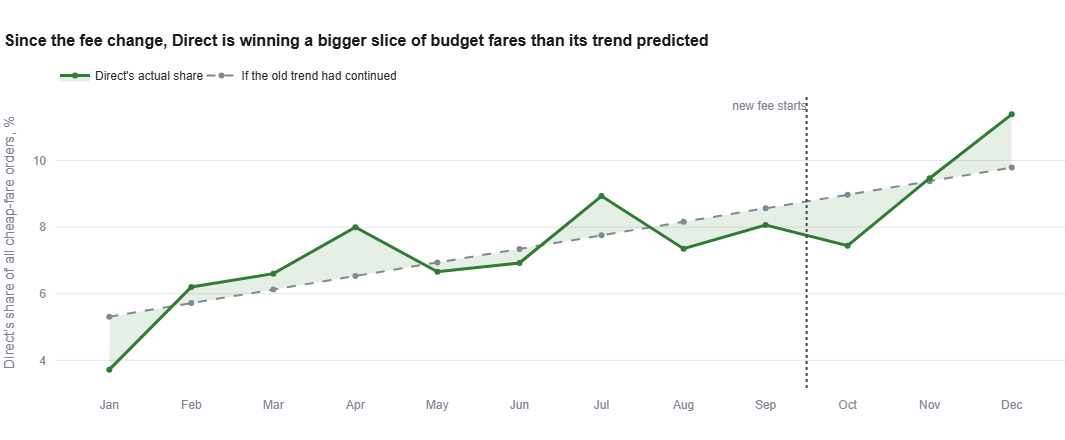 Since the fee change, Direct is winning a bigger slice of budget fares than its trend predicted
Direct's actual share
If the old trend had continued
new fee starts
Direct's share of all cheap-fare orders, %
10
8
6
4
Jan Feb Mar Apr May Jun Jul Aug Sep Oct Nov Dec